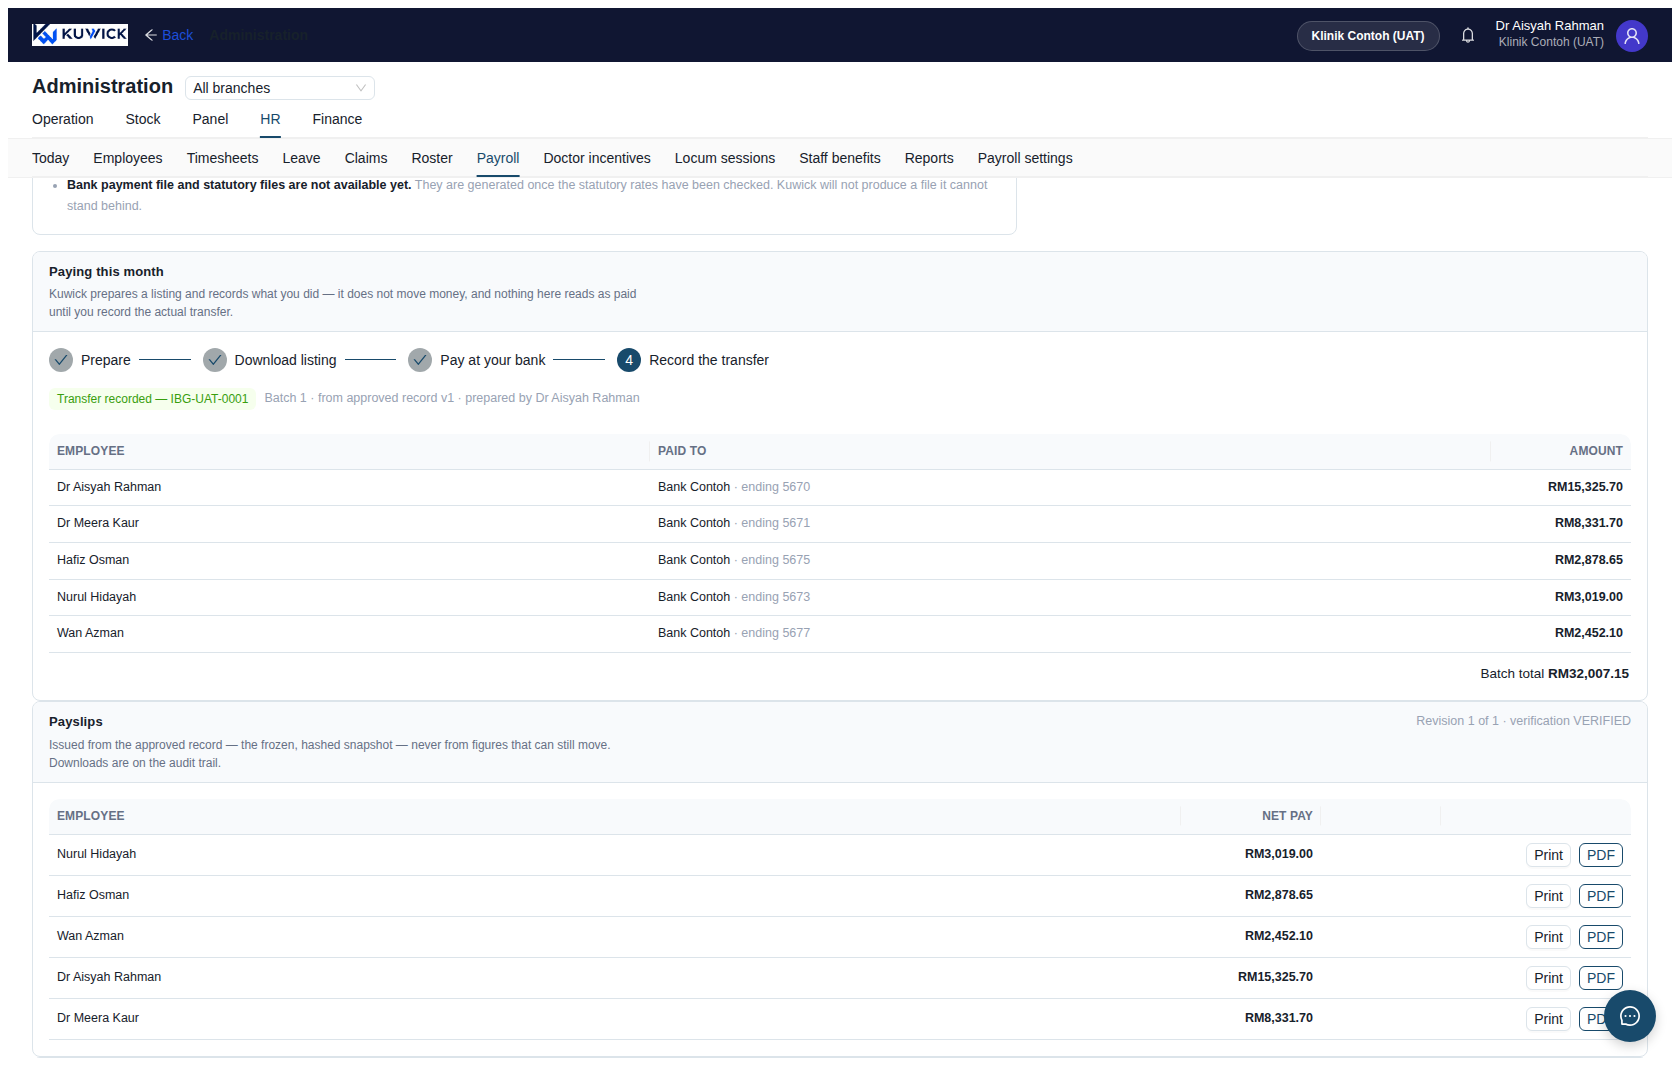 KUWICK
Back
Administration
Klinik Contoh (UAT)
Dr Aisyah Rahman
Klinik Contoh (UAT)
Administration
All branches
Operation Stock Panel HR Finance
Today Employees Timesheets Leave Claims Roster Payroll Doctor incentives Locum sessions Staff benefits Reports Payroll settings
Bank payment file and statutory files are not available yet. They are generated once the statutory rates have been checked. Kuwick will not produce a file it cannot
stand behind.
Paying this month
Kuwick prepares a listing and records what you did — it does not move money, and nothing here reads as paid
until you record the actual transfer.
Prepare Download listing Pay at your bank 4 Record the transfer
Transfer recorded — IBG-UAT-0001 Batch 1 · from approved record v1 · prepared by Dr Aisyah Rahman
EMPLOYEE PAID TO AMOUNT
Dr Aisyah Rahman Bank Contoh · ending 5670 RM15,325.70
Dr Meera Kaur Bank Contoh · ending 5671 RM8,331.70
Hafiz Osman Bank Contoh · ending 5675 RM2,878.65
Nurul Hidayah Bank Contoh · ending 5673 RM3,019.00
Wan Azman Bank Contoh · ending 5677 RM2,452.10
Batch total RM32,007.15
Payslips
Revision 1 of 1 · verification VERIFIED
Issued from the approved record — the frozen, hashed snapshot — never from figures that can still move.
Downloads are on the audit trail.
EMPLOYEE NET PAY
Nurul Hidayah RM3,019.00 Print PDF
Hafiz Osman RM2,878.65 Print PDF
Wan Azman RM2,452.10 Print PDF
Dr Aisyah Rahman RM15,325.70 Print PDF
Dr Meera Kaur RM8,331.70 Print PD